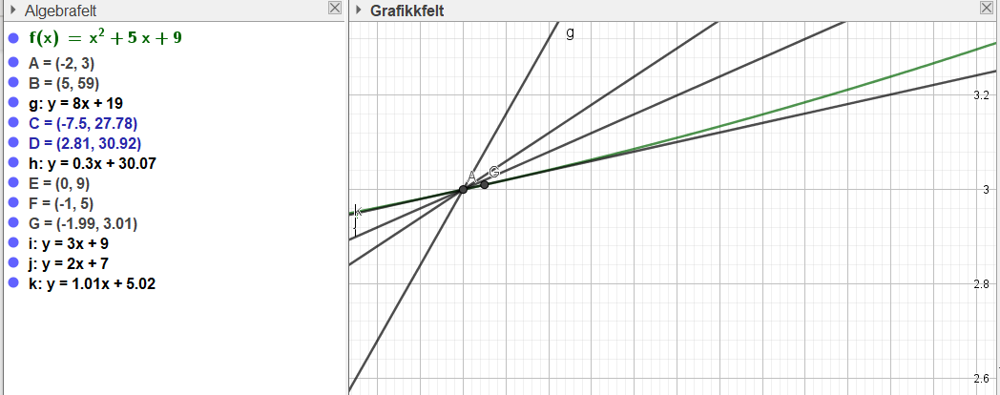 Algebrafelt
f(x) = x² + 5 x + 9
A = (-2, 3)
B = (5, 59)
g: y = 8x + 19
C = (-7.5, 27.78)
D = (2.81, 30.92)
h: y = 0.3x + 30.07
E = (0, 9)
F = (-1, 5)
G = (-1.99, 3.01)
i: y = 3x + 9
j: y = 2x + 7
k: y = 1.01x + 5.02
Grafikkfelt
g
3.2
A G
3
k
j
2.8
2.6